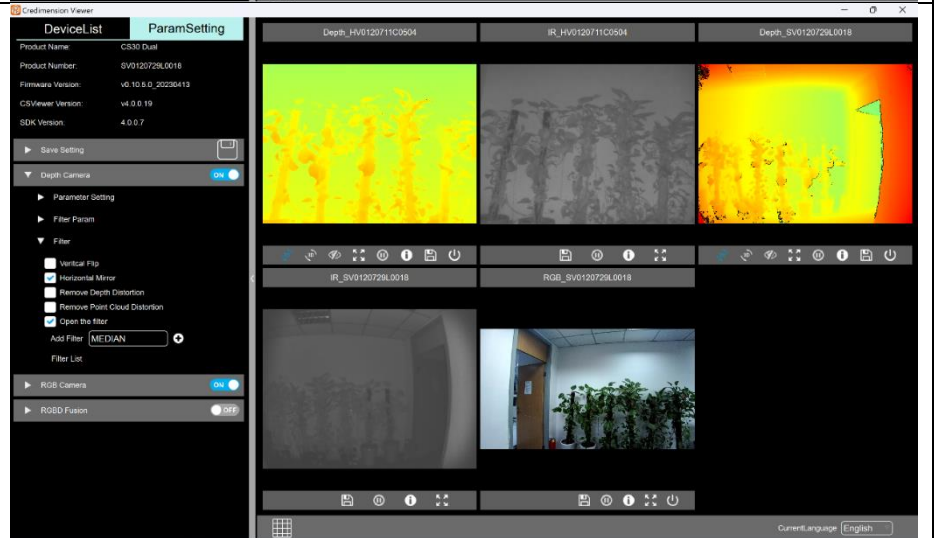 Credimension Viewer
DeviceList
ParamSetting
Product Name: CS30 Dual
Product Number: SV0120729L0018
Firmware Version: v0.10.5.0_20230413
CSViewer Version: v4.0.0.19
SDK Version: 4.0.0.7
Save Setting
Depth Camera ON
Parameter Setting
Filter Param
Filter
Vertical Flip
Horizontal Mirror
Remove Depth Distortion
Remove Point Cloud Distortion
Open the filter
Add Filter MEDIAN
Filter List
RGB Camera ON
RGBD Fusion OFF
Depth_HV0120711C0504
IR_HV0120711C0504
Depth_SV0120729L0018
IR_SV0120729L0018
RGB_SV0120729L0018
CurrentLanguage English